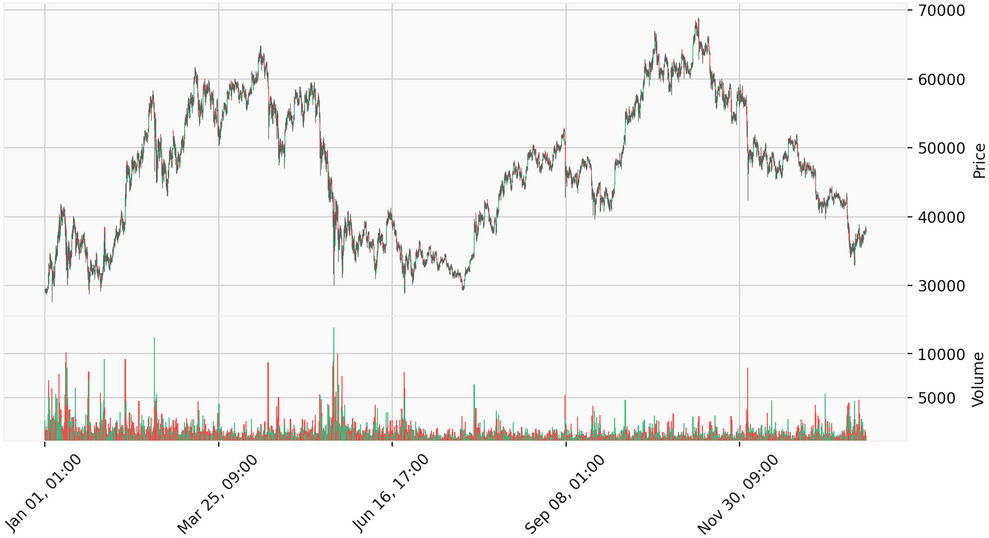 70000
60000
50000
40000
30000
Price
10000
5000
Volume
Jan 01, 01:00
Mar 25, 09:00
Jun 16, 17:00
Sep 08, 01:00
Nov 30, 09:00